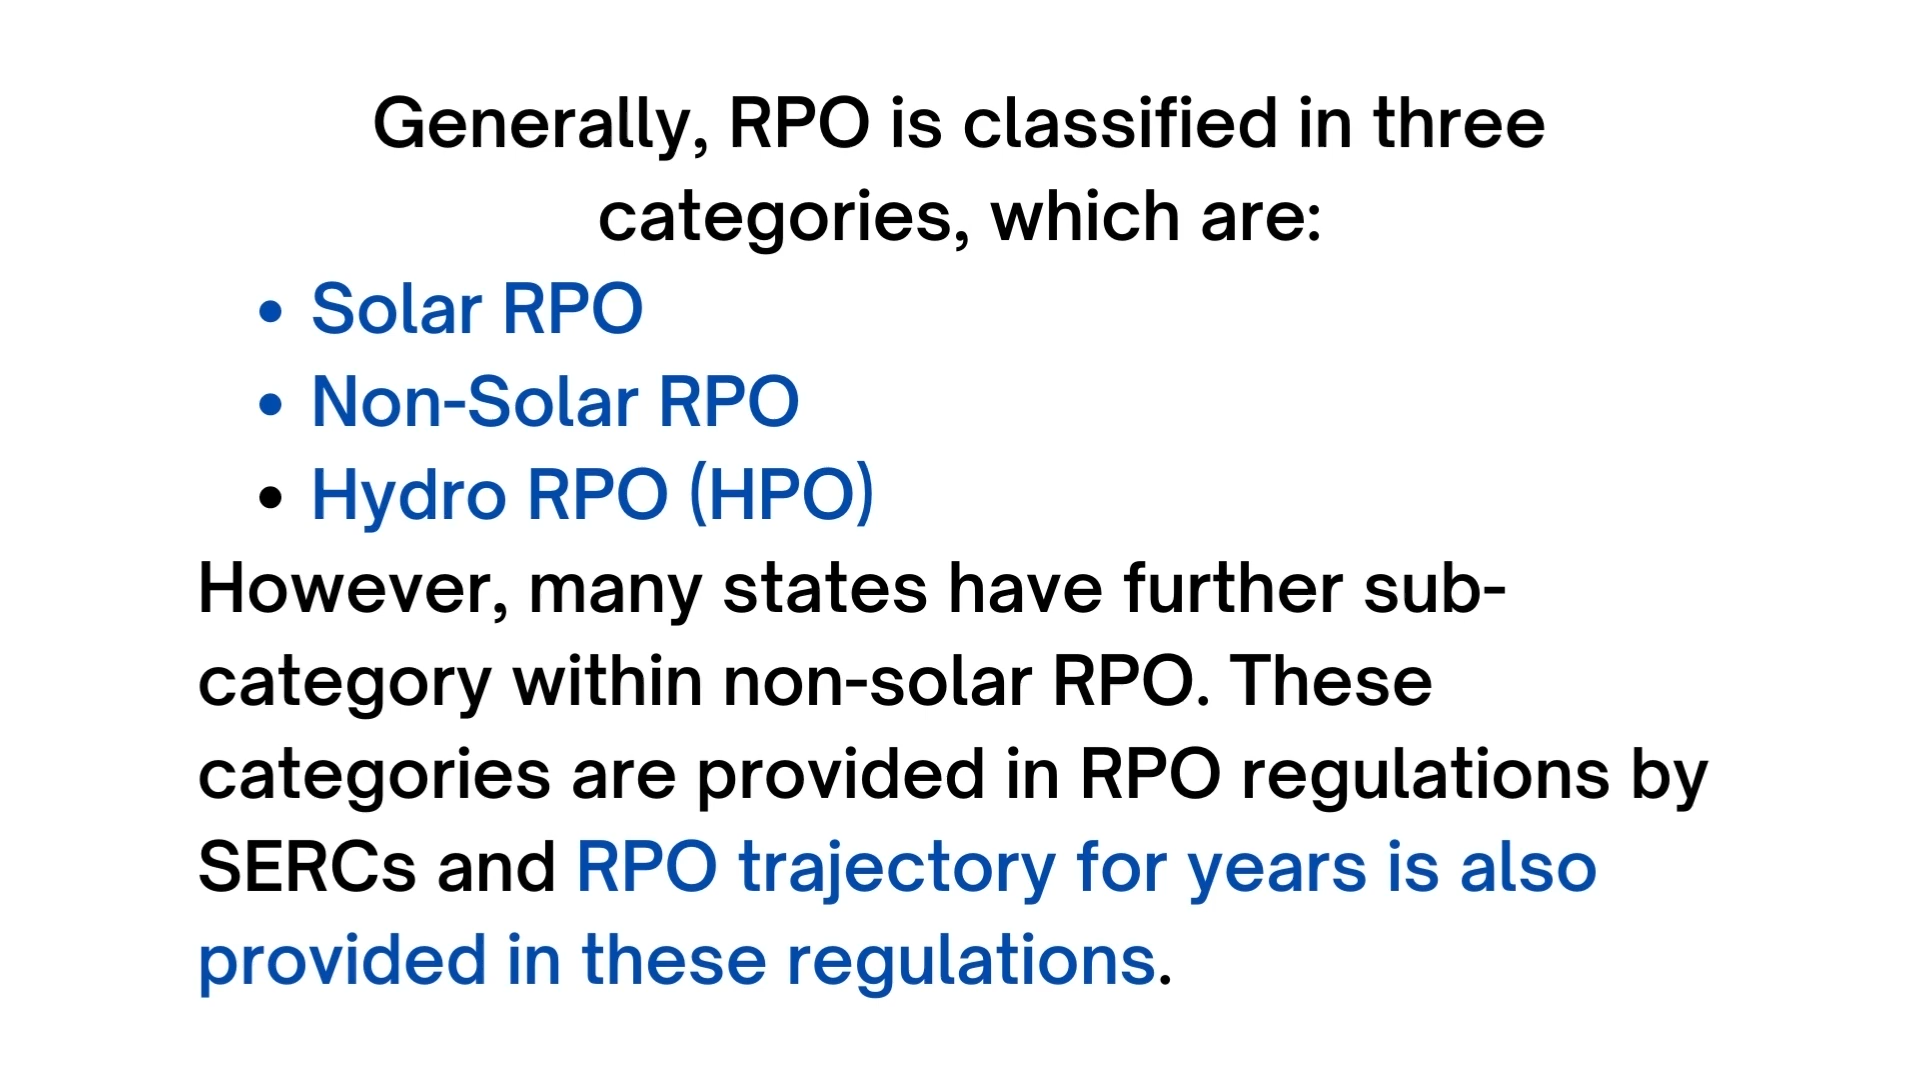 Generally, RPO is classified in three
categories, which are:
• Solar RPO
• Non-Solar RPO
• Hydro RPO (HPO)
However, many states have further sub-
category within non-solar RPO. These
categories are provided in RPO regulations by
SERCs and RPO trajectory for years is also
provided in these regulations.